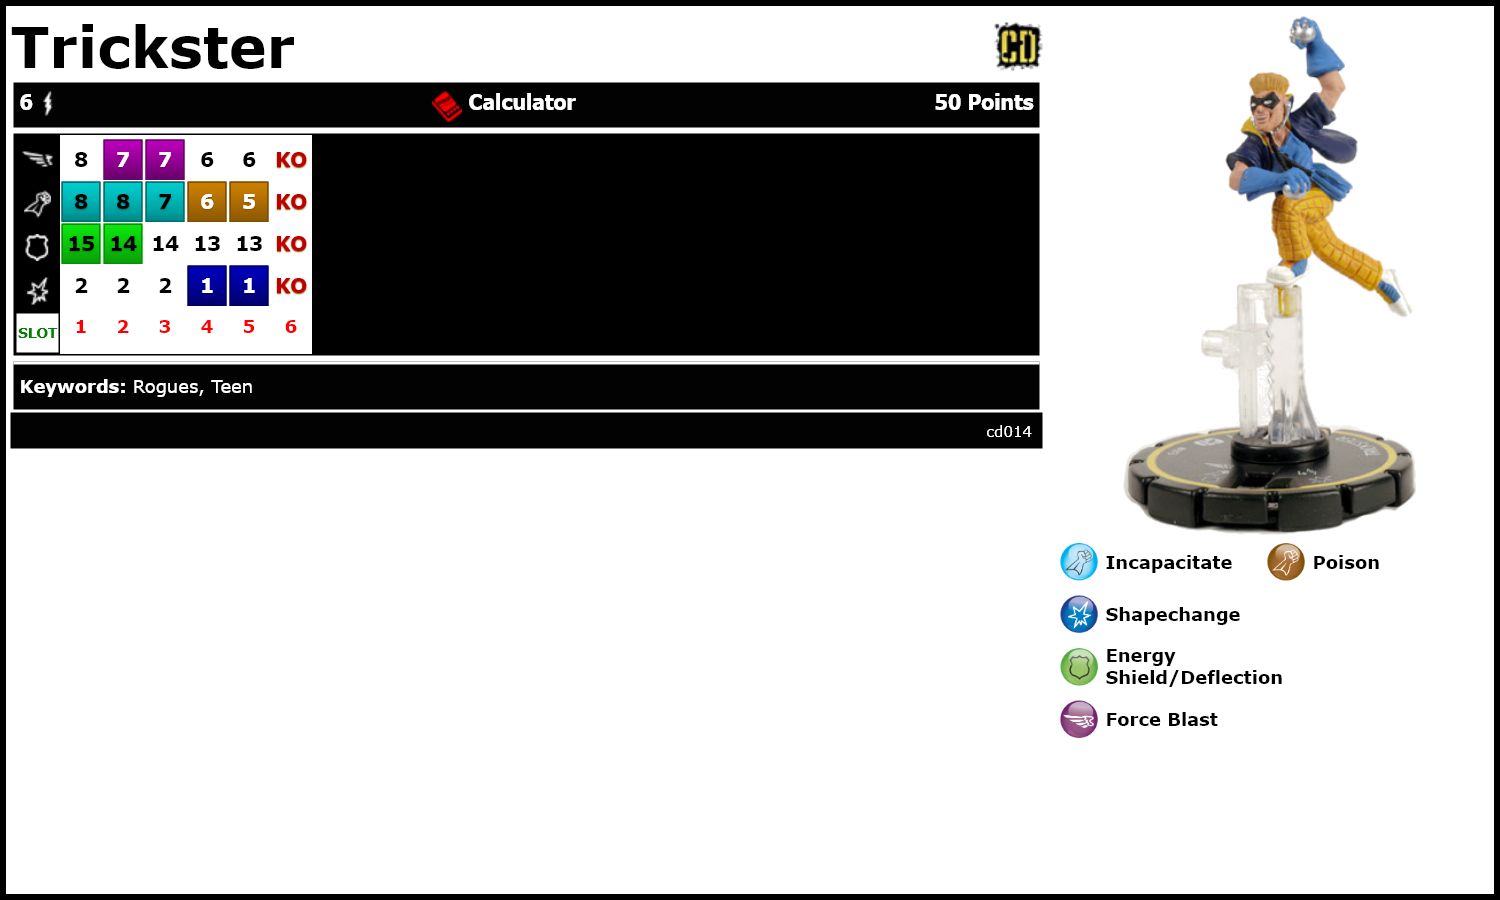 Trickster
CD
6 Calculator 50 Points
8 7 7 6 6 KO
8 8 7 6 5 KO
15 14 14 13 13 KO
2 2 2 1 1 KO
SLOT 1 2 3 4 5 6
Keywords: Rogues, Teen
cd014
Incapacitate Poison
Shapechange
Energy
Shield/Deflection
Force Blast